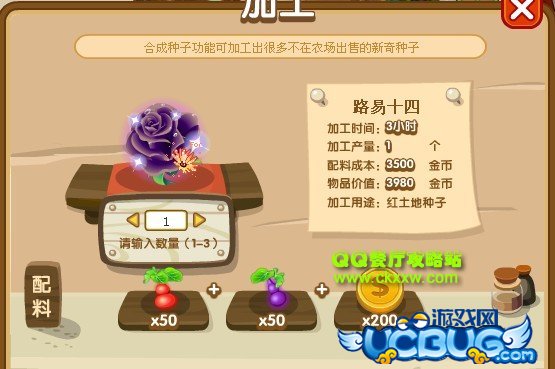 加工
合成种子功能可加工出很多不在农场出售的新奇种子
路易十四
加工时间：3小时
加工产量：1 个
配料成本：3500 金币
物品价值：3980 金币
加工用途：红土地种子
1
请输入数量（1-3）
QQ餐厅攻略站
www.ckxxw.com
配料
x50
+
x50
+
x200
游戏网
UCBUG.com